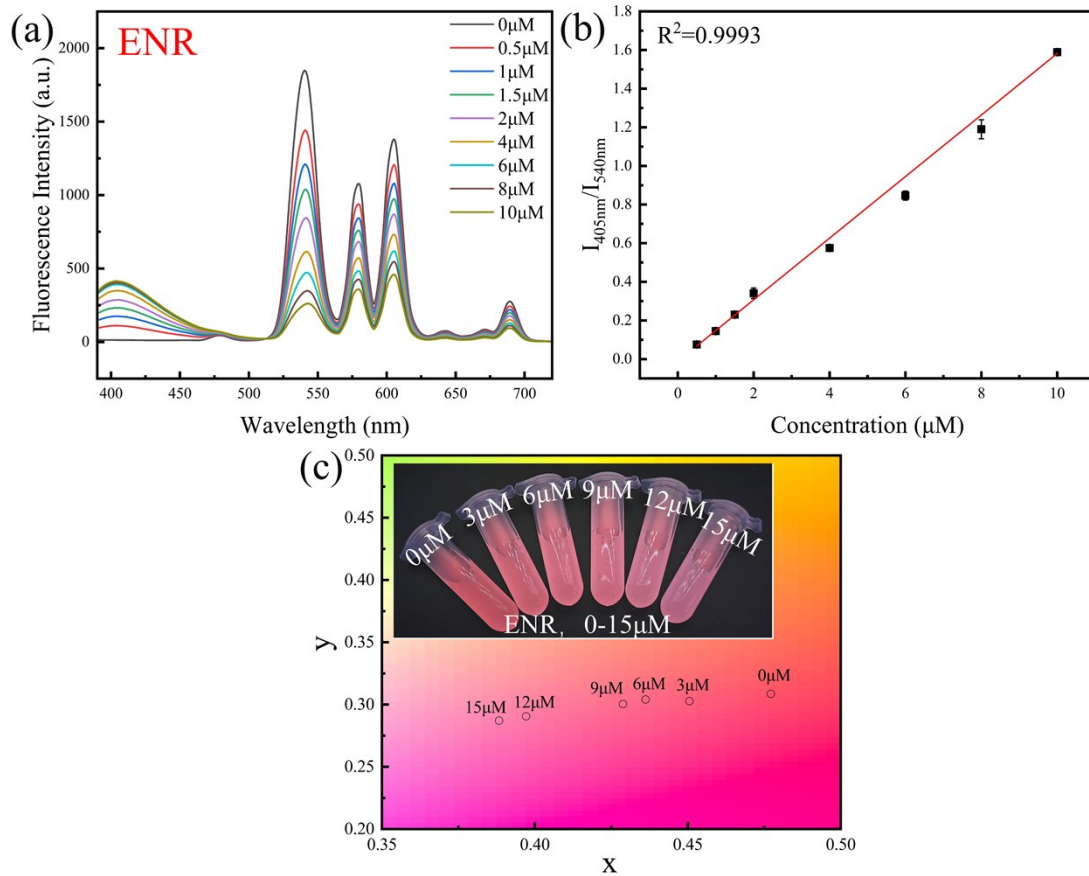 (a)
ENR
0μM
0.5μM
1μM
1.5μM
2μM
4μM
6μM
8μM
10μM
2000
1500
1000
500
0
Fluorescence Intensity (a.u.)
400 450 500 550 600 650 700
Wavelength (nm)
(b)
R²=0.9993
1.8
1.6
1.4
1.2
1.0
0.8
0.6
0.4
0.2
0.0
I₄₀₅ₙₘ/I₅₄₀ₙₘ
0 2 4 6 8 10
Concentration (μM)
(c)
0.50
0.45
0.40
0.35
0.30
0.25
0.20
y
0μM
3μM
6μM
9μM
12μM
15μM
ENR, 0-15μM
15μM
12μM
9μM
6μM
3μM
0μM
0.35 0.40 0.45 0.50
x